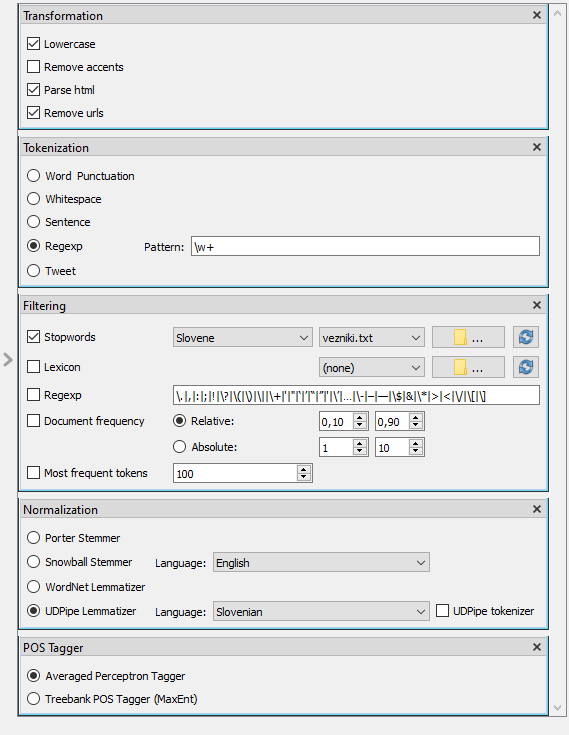 Transformation
Lowercase
Remove accents
Parse html
Remove urls
Tokenization
Word Punctuation
Whitespace
Sentence
Regexp Pattern: \w+
Tweet
Filtering
Stopwords Slovene vezniki.txt ...
Lexicon (none) ...
Regexp \.|,|:|;|!|\?|\(|\)|\||\+|'|"|'|′|“|”|'|\'|…|\-|–|—|\$|&|\*|>|<|\/|\[|\]
Document frequency Relative: 0,10 0,90
Absolute: 1 10
Most frequent tokens 100
Normalization
Porter Stemmer
Snowball Stemmer Language: English
WordNet Lemmatizer
UDPipe Lemmatizer Language: Slovenian UDPipe tokenizer
POS Tagger
Averaged Perceptron Tagger
Treebank POS Tagger (MaxEnt)